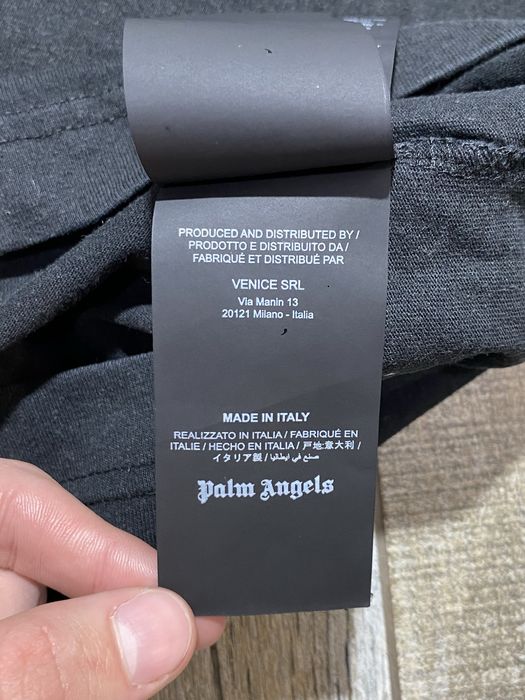 PRODUCED AND DISTRIBUTED BY /
PRODOTTO E DISTRIBUITO DA /
FABRIQUÉ ET DISTRIBUÉ PAR
VENICE SRL
Via Manin 13
20121 Milano - Italia
MADE IN ITALY
REALIZZATO IN ITALIA / FABRIQUÉ EN
ITALIE / HECHO EN ITALIA / 戸地:意大利 /
イタリア製 / صنع في ايطاليا
Palm Angels